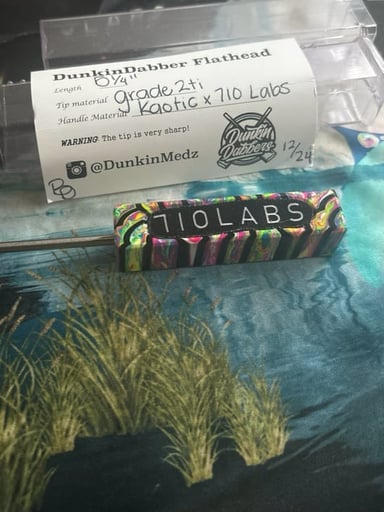 DunkinDabber Flathead
Length 6¼"
Tip material grade 2 ti
Handle Material Kaotic x 710 Labs
WARNING: The tip is very sharp!
Dunkin
Dabbers
12/24
@DunkinMedz
710LABS